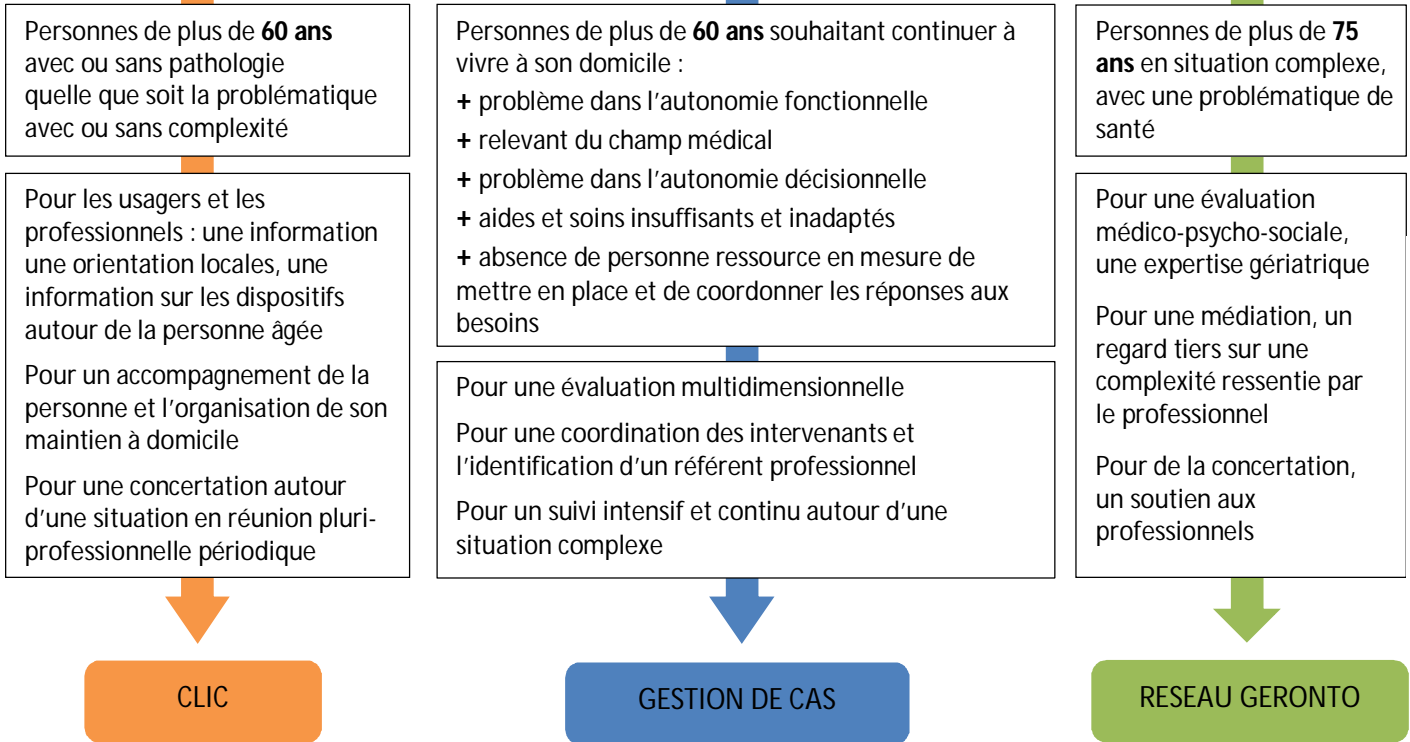 Personnes de plus de 60 ans
avec ou sans pathologie
quelle que soit la problématique
avec ou sans complexité
Pour les usagers et les
professionnels : une information
une orientation locales, une
information sur les dispositifs
autour de la personne âgée
Pour un accompagnement de la
personne et l'organisation de son
maintien à domicile
Pour une concertation autour
d'une situation en réunion pluri-
professionnelle périodique
CLIC
Personnes de plus de 60 ans souhaitant continuer à
vivre à son domicile :
+ problème dans l'autonomie fonctionnelle
+ relevant du champ médical
+ problème dans l'autonomie décisionnelle
+ aides et soins insuffisants et inadaptés
+ absence de personne ressource en mesure de
mettre en place et de coordonner les réponses aux
besoins
Pour une évaluation multidimensionnelle
Pour une coordination des intervenants et
l'identification d'un référent professionnel
Pour un suivi intensif et continu autour d'une
situation complexe
GESTION DE CAS
Personnes de plus de 75
ans en situation complexe,
avec une problématique de
santé
Pour une évaluation
médico-psycho-sociale,
une expertise gériatrique
Pour une médiation, un
regard tiers sur une
complexité ressentie par
le professionnel
Pour de la concertation,
un soutien aux
professionnels
RESEAU GERONTO